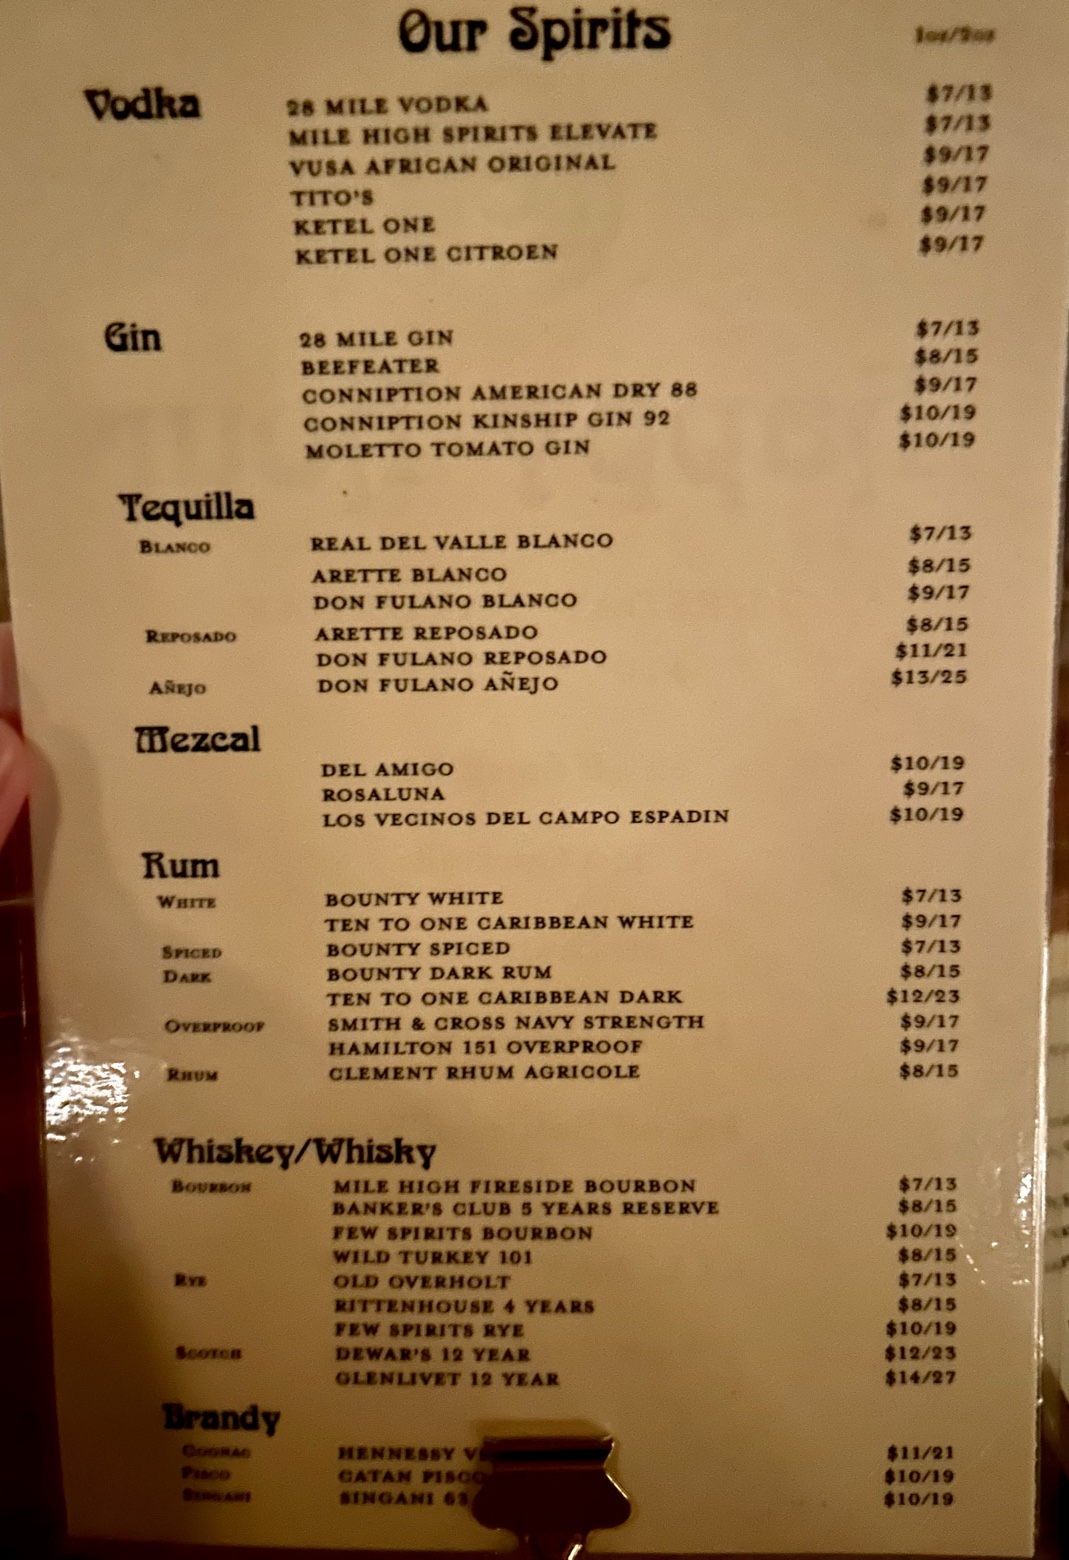 Our Spirits 1oz/2oz
Vodka 28 MILE VODKA $7/13
MILE HIGH SPIRITS ELEVATE $7/13
VUSA AFRICAN ORIGINAL $9/17
TITO'S $9/17
KETEL ONE $9/17
KETEL ONE CITROEN $9/17
Gin 28 MILE GIN $7/13
BEEFEATER $8/15
CONNIPTION AMERICAN DRY 88 $9/17
CONNIPTION KINSHIP GIN 92 $10/19
MOLETTO TOMATO GIN $10/19
Tequilla
BLANCO REAL DEL VALLE BLANCO $7/13
ARETTE BLANCO $8/15
DON FULANO BLANCO $9/17
REPOSADO ARETTE REPOSADO $8/15
DON FULANO REPOSADO $11/21
AÑEJO DON FULANO AÑEJO $13/25
Mezcal
DEL AMIGO $10/19
ROSALUNA $9/17
LOS VECINOS DEL CAMPO ESPADIN $10/19
Rum
WHITE BOUNTY WHITE $7/13
TEN TO ONE CARIBBEAN WHITE $9/17
SPICED BOUNTY SPICED $7/13
DARK BOUNTY DARK RUM $8/15
TEN TO ONE CARIBBEAN DARK $12/23
OVERPROOF SMITH & CROSS NAVY STRENGTH $9/17
HAMILTON 151 OVERPROOF $9/17
RHUM CLEMENT RHUM AGRICOLE $8/15
Whiskey/Whisky
BOURBON MILE HIGH FIRESIDE BOURBON $7/13
BANKER'S CLUB 5 YEARS RESERVE $8/15
FEW SPIRITS BOURBON $10/19
WILD TURKEY 101 $8/15
RYE OLD OVERHOLT $7/13
RITTENHOUSE 4 YEARS $8/15
FEW SPIRITS RYE $10/19
SCOTCH DEWAR'S 12 YEAR $12/23
GLENLIVET 12 YEAR $14/27
Brandy
COGNAC HENNESSY $11/21
PISCO CATAN PISCO $10/19
SINGANI SINGANI 63 $10/19